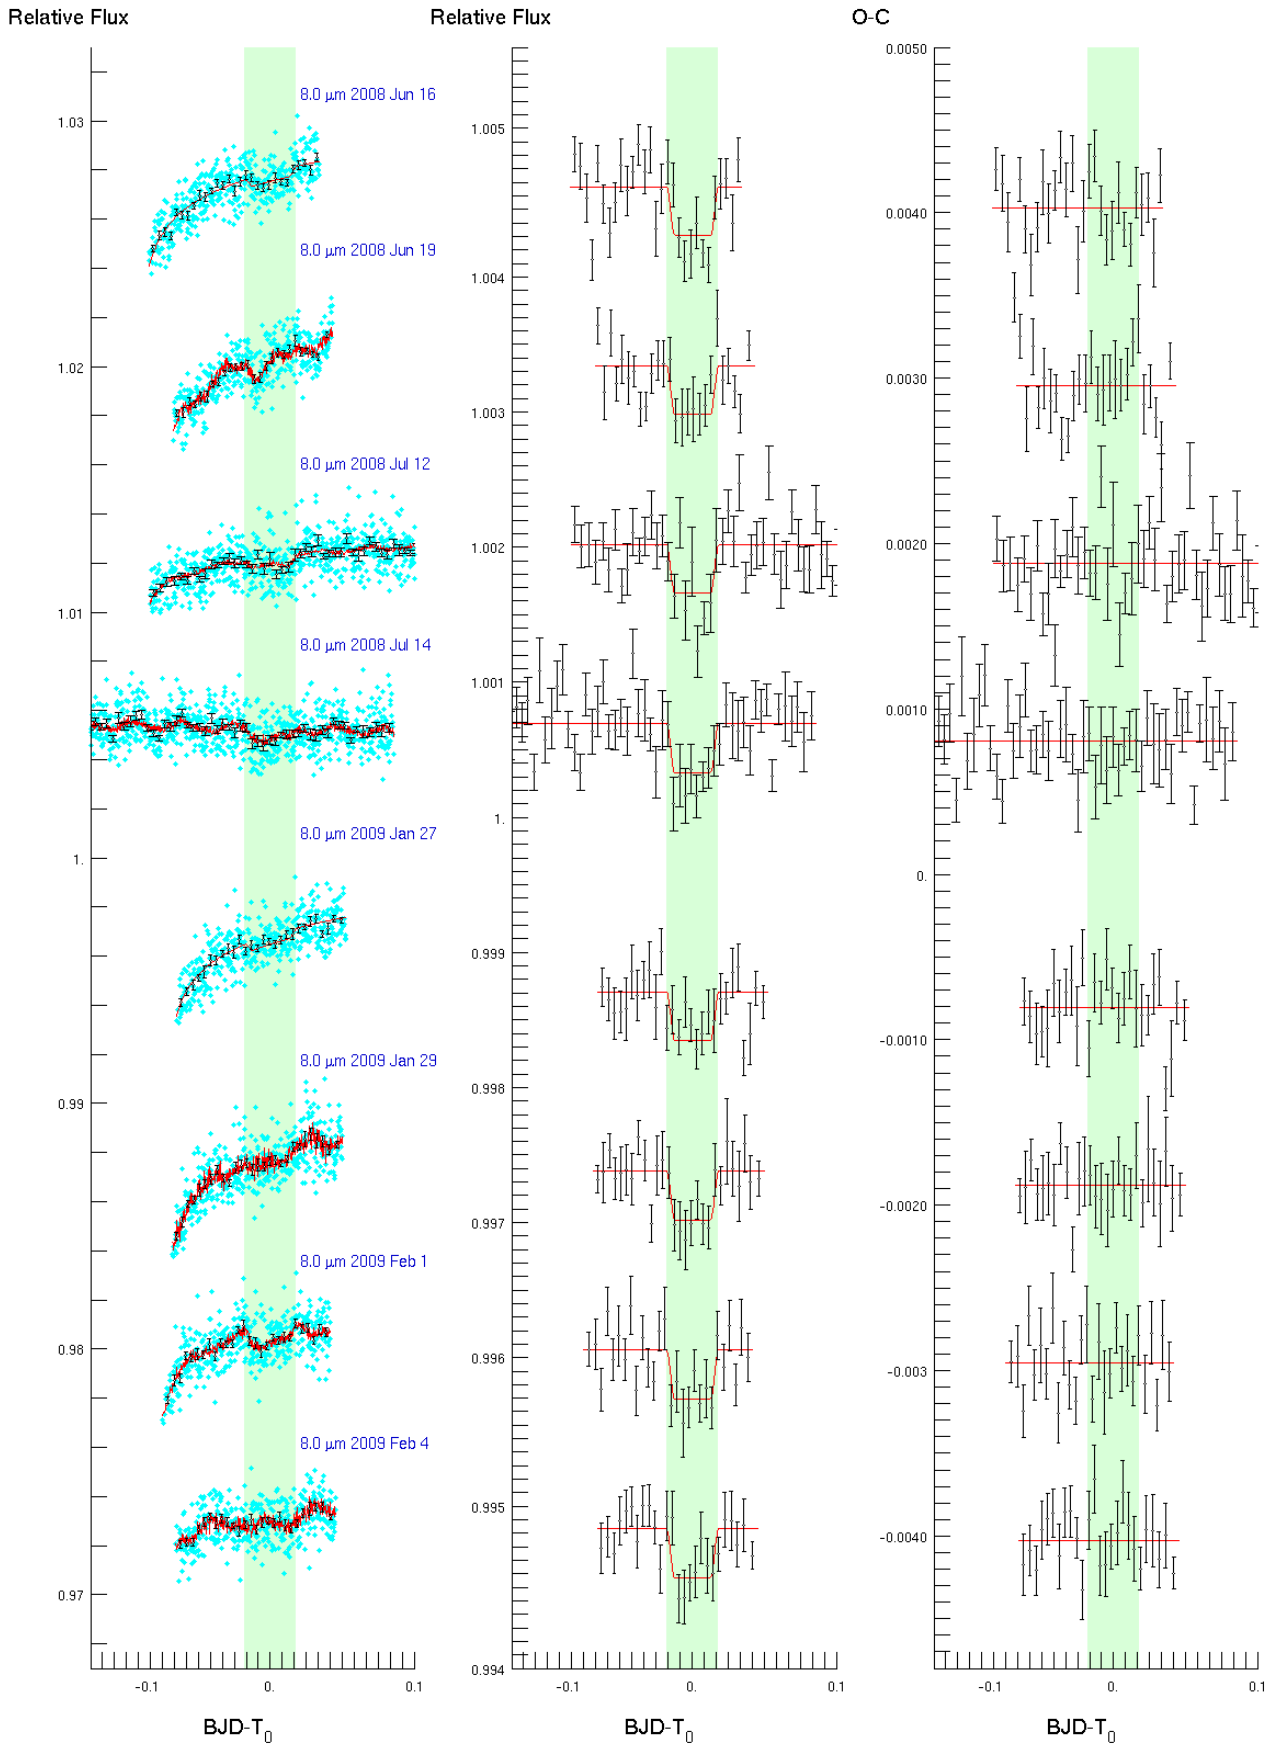 Relative Flux
1.03
1.02
1.01
1.
0.99
0.98
0.97
8.0 μm 2008 Jun 16
8.0 μm 2008 Jun 19
8.0 μm 2008 Jul 12
8.0 μm 2008 Jul 14
8.0 μm 2009 Jan 27
8.0 μm 2009 Jan 29
8.0 μm 2009 Feb 1
8.0 μm 2009 Feb 4
-0.1 0. 0.1
BJD-T0
Relative Flux
1.005
1.004
1.003
1.002
1.001
1.
0.999
0.998
0.997
0.996
0.995
0.994
-0.1 0. 0.1
BJD-T0
O-C
0.0050
0.0040
0.0030
0.0020
0.0010
0.
-0.0010
-0.0020
-0.0030
-0.0040
-0.1 0. 0.1
BJD-T0